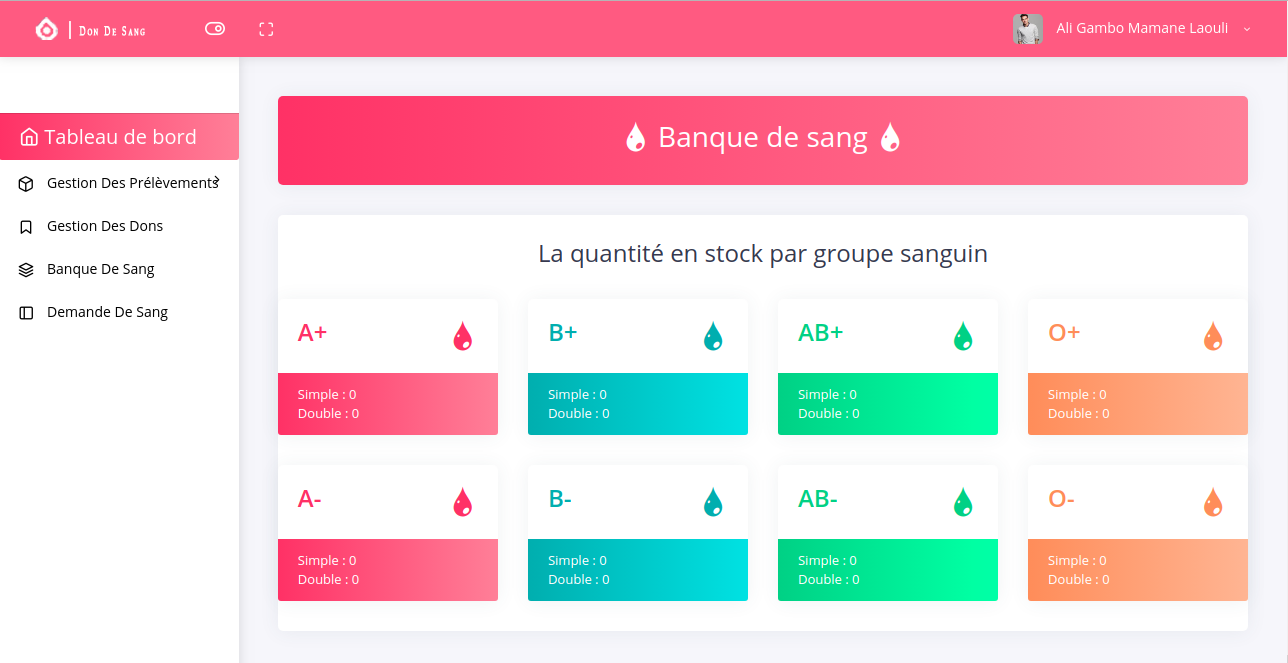 Don De Sang
Ali Gambo Mamane Laouli
Tableau de bord
Gestion Des Prélèvements
Gestion Des Dons
Banque De Sang
Demande De Sang
Banque de sang
La quantité en stock par groupe sanguin
A+
Simple : 0
Double : 0
B+
Simple : 0
Double : 0
AB+
Simple : 0
Double : 0
O+
Simple : 0
Double : 0
A-
Simple : 0
Double : 0
B-
Simple : 0
Double : 0
AB-
Simple : 0
Double : 0
O-
Simple : 0
Double : 0